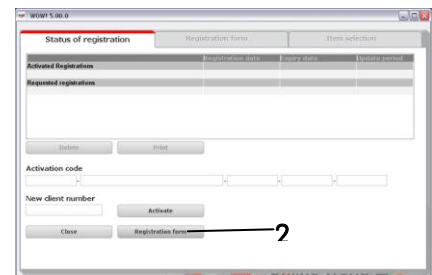 WOW! 5.00.0
Status of registration
Registration form
Item selection
Registration date Expiry date Update period
Activated Registrations
Requested registrations
Delete Print
Activation code
- - - -
New client number
Activate
Close Registration form
2